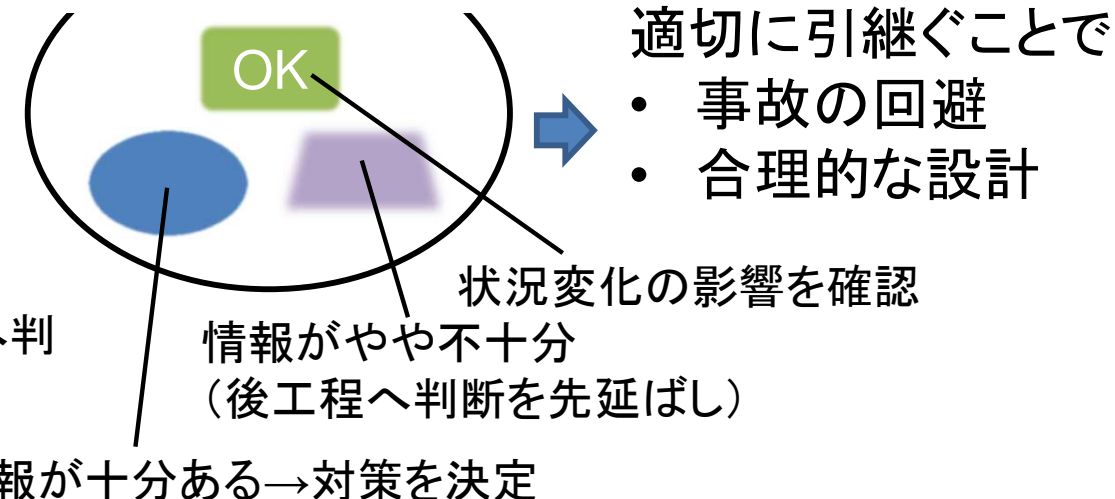 OK
適切に引継ぐことで
• 事故の回避
• 合理的な設計
状況変化の影響を確認
判
情報がやや不十分
（後工程へ判断を先延ばし）
報が十分ある→対策を決定